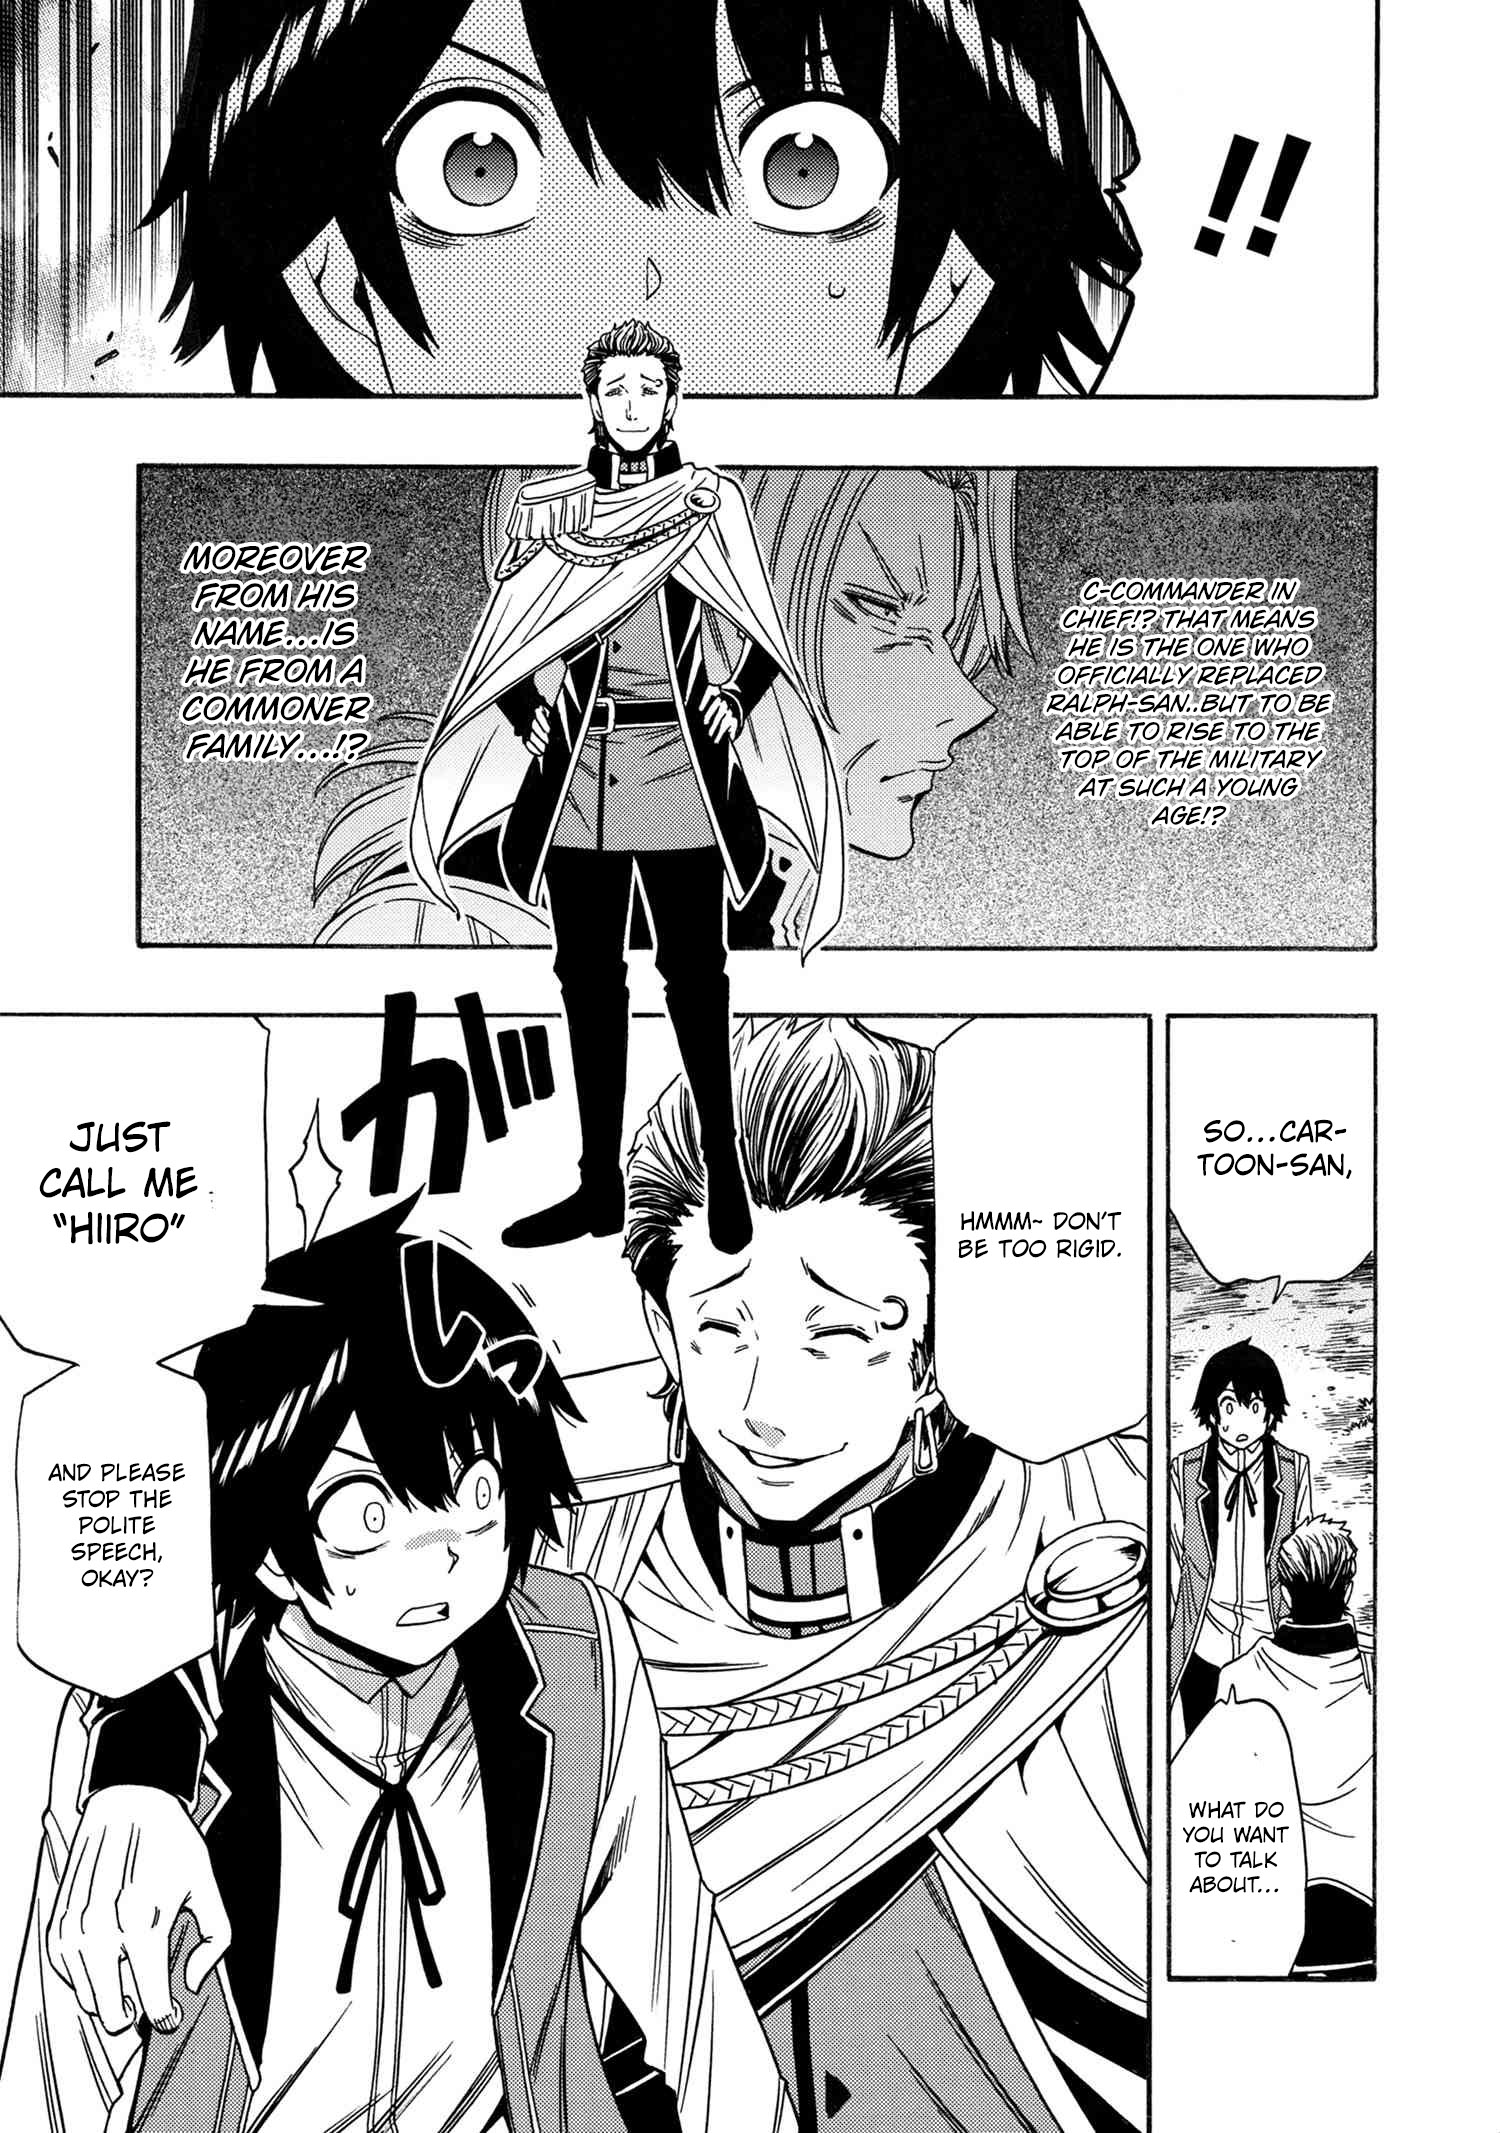 !!
C-COMMANDER IN
CHIEF!? THAT MEANS
HE IS THE ONE WHO
OFFICIALLY REPLACED
RALPH-SAN..BUT TO BE
ABLE TO RISE TO THE
TOP OF THE MILITARY
AT SUCH A YOUNG
AGE!?
MOREOVER
FROM HIS
NAME...IS
HE FROM A
COMMONER
FAMILY...!?
SO...CAR-
TOON-SAN,
WHAT DO
YOU WANT
TO TALK
ABOUT...
HMMM~ DON'T
BE TOO RIGID.
ガシッ
JUST
CALL ME
"HIIRO"
AND PLEASE
STOP THE
POLITE
SPEECH,
OKAY?